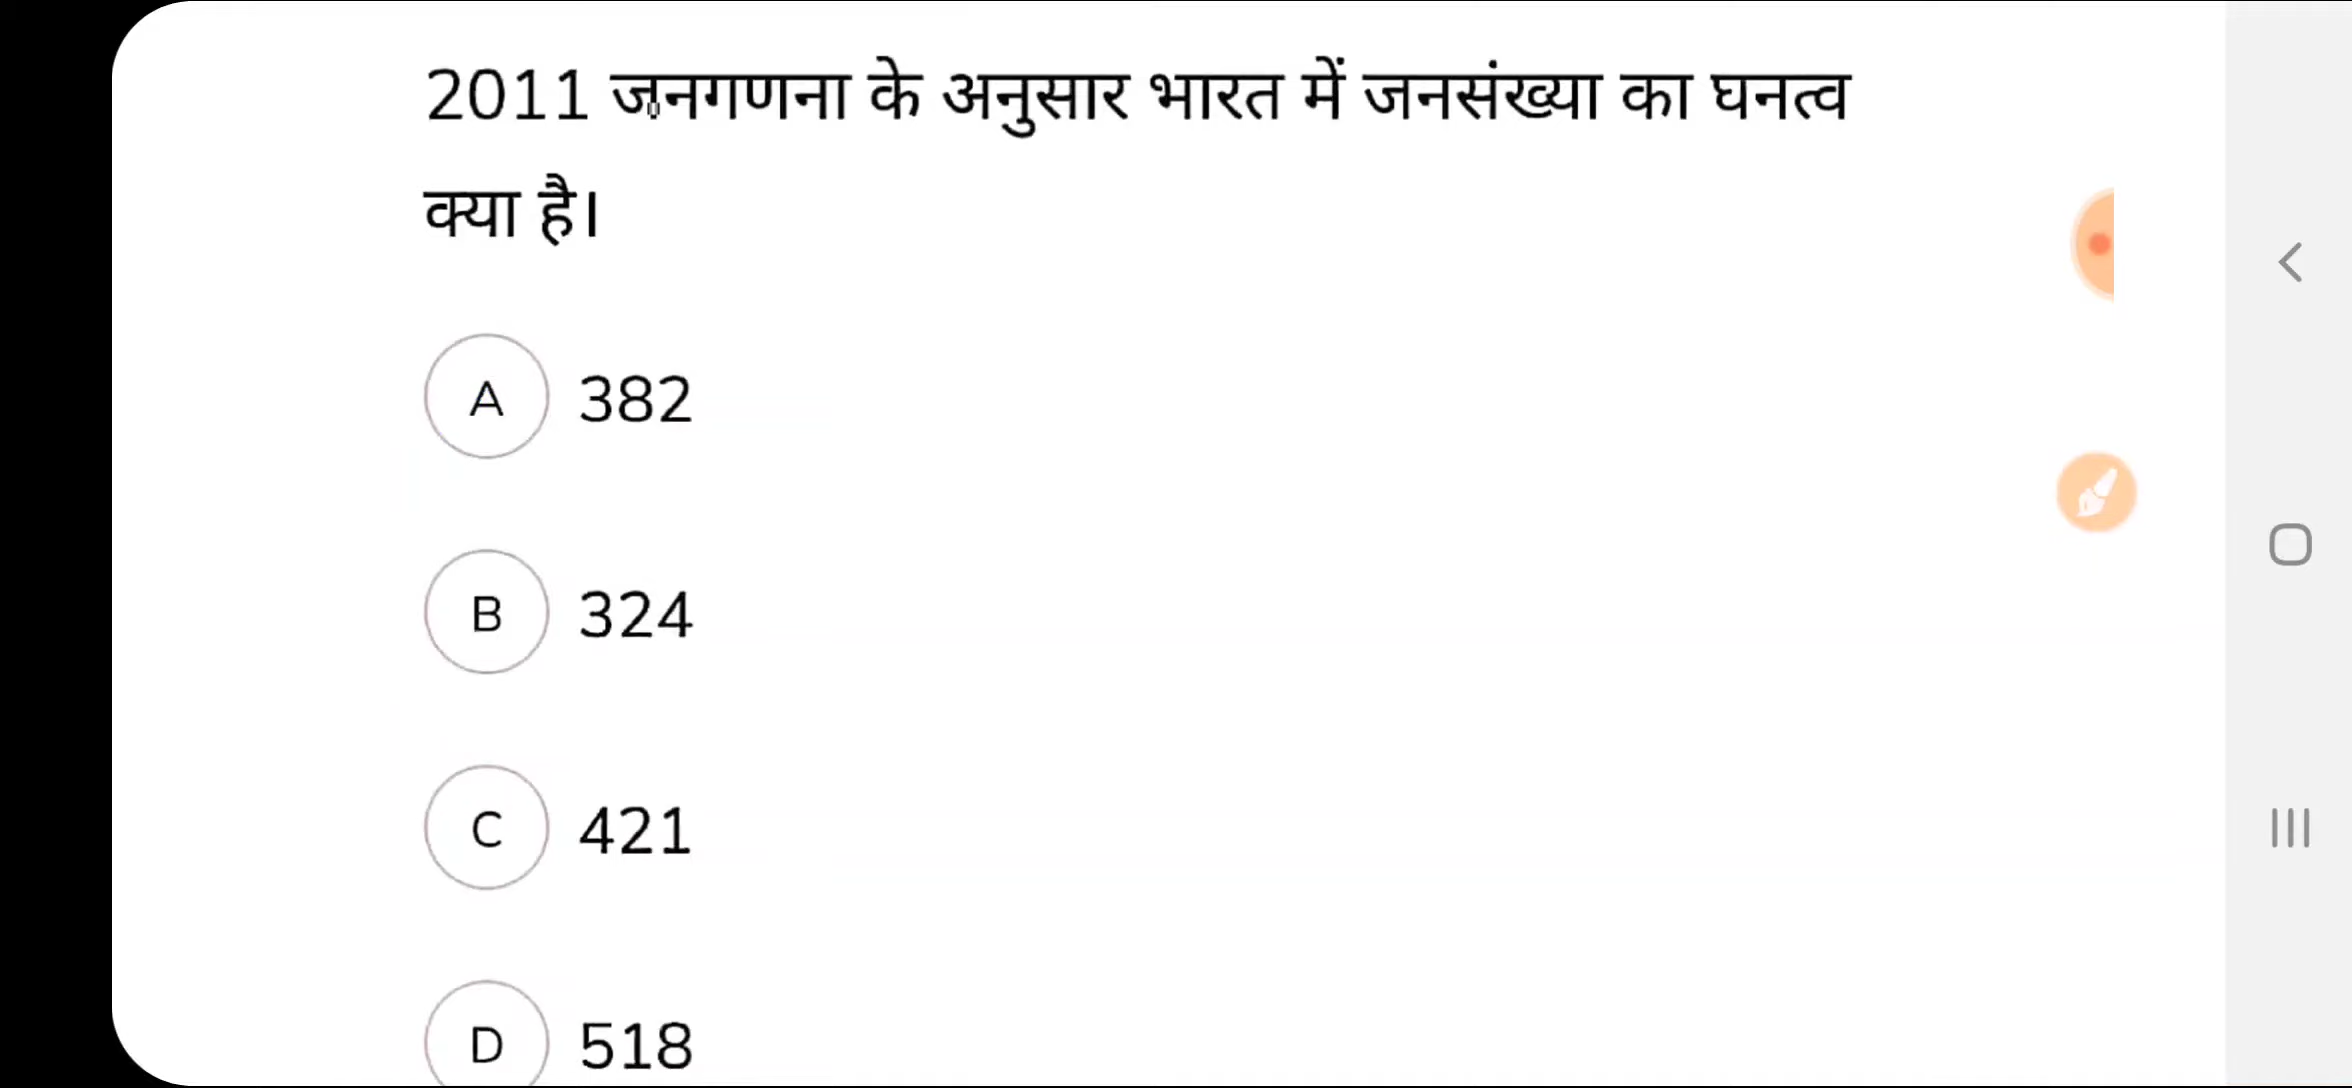 2011 जनगणना के अनुसार भारत में जनसंख्या का घनत्व
क्या है।
A 382
B 324
C 421
D 518